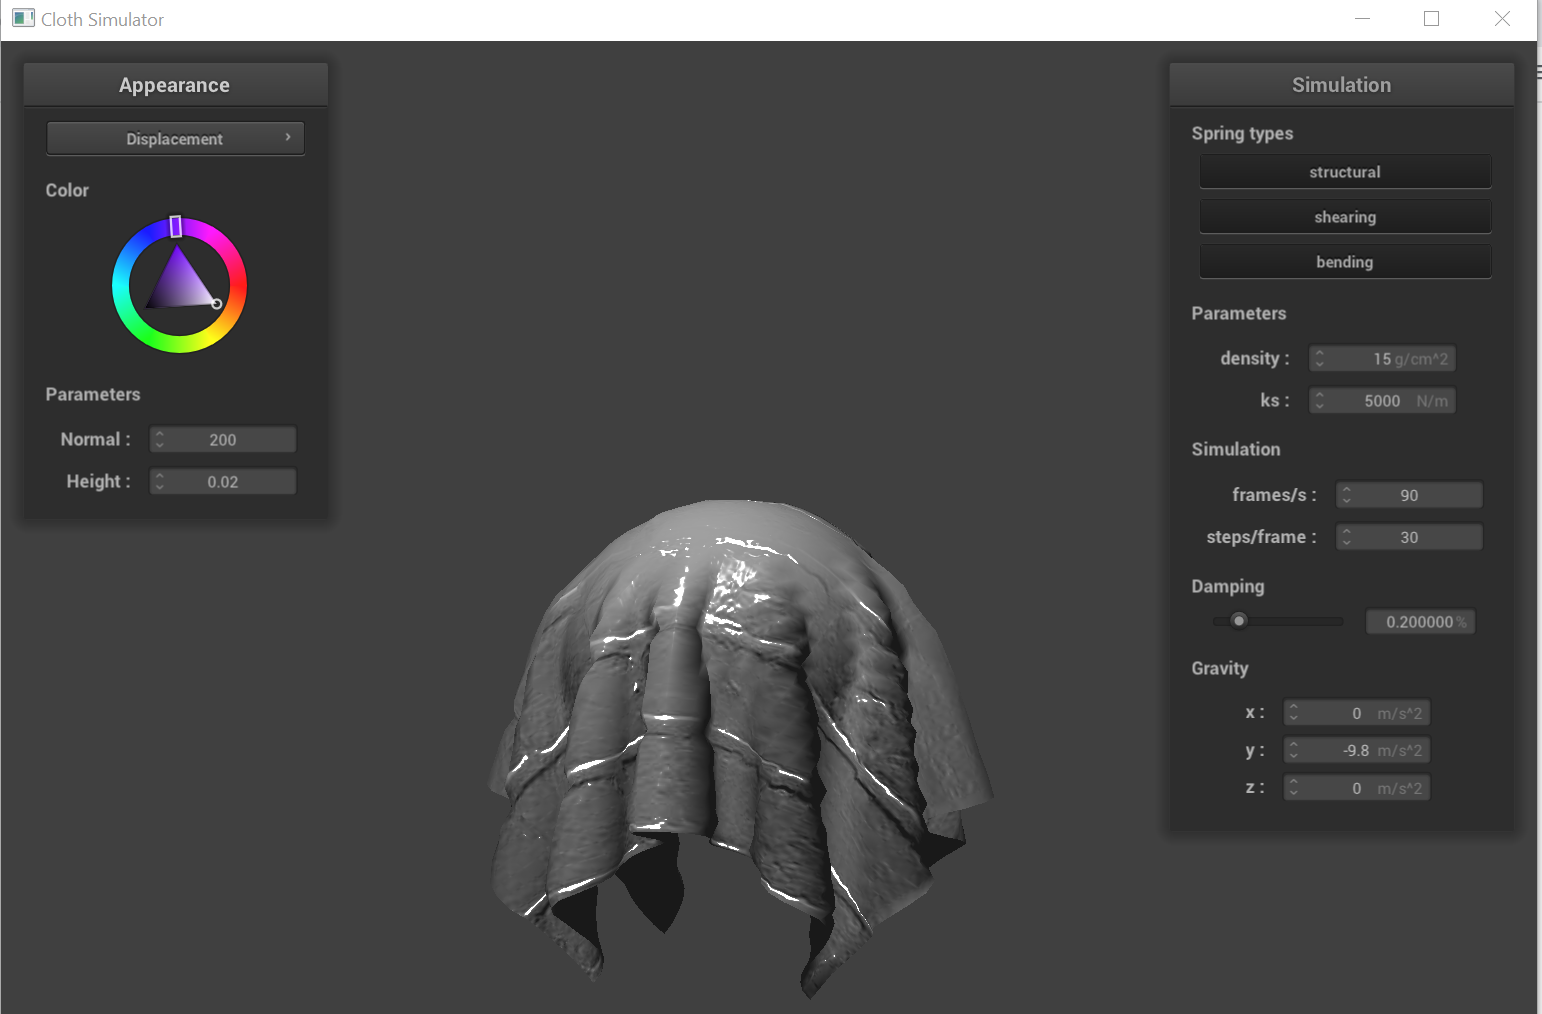 Cloth Simulator
Appearance
Displacement
Color
Parameters
Normal : 200
Height : 0.02
Simulation
Spring types
structural
shearing
bending
Parameters
density : 15 g/cm^2
ks : 5000 N/m
Simulation
frames/s : 90
steps/frame : 30
Damping
0.200000 %
Gravity
x : 0 m/s^2
y : -9.8 m/s^2
z : 0 m/s^2